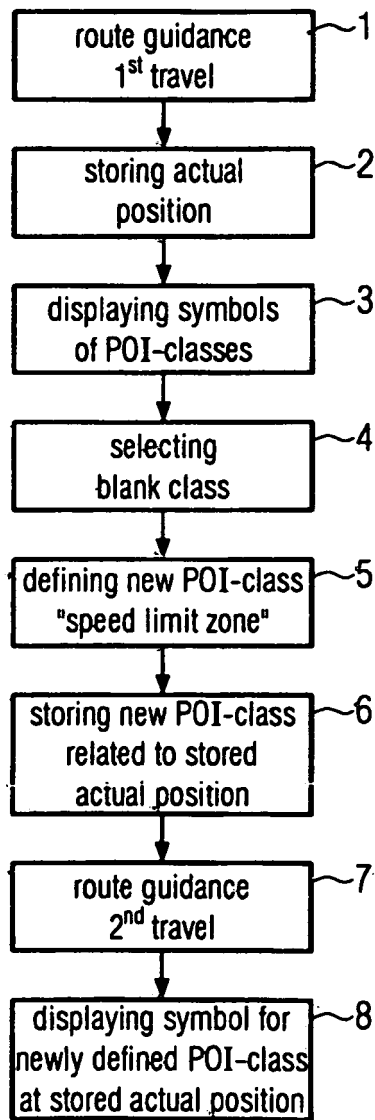 route guidance
1st travel
1
storing actual
position
2
displaying symbols
of POI-classes
3
selecting
blank class
4
defining new POI-class
"speed limit zone"
5
storing new POI-class
related to stored
actual position
6
route guidance
2nd travel
7
displaying symbol for
newly defined POI-class
at stored actual position
8